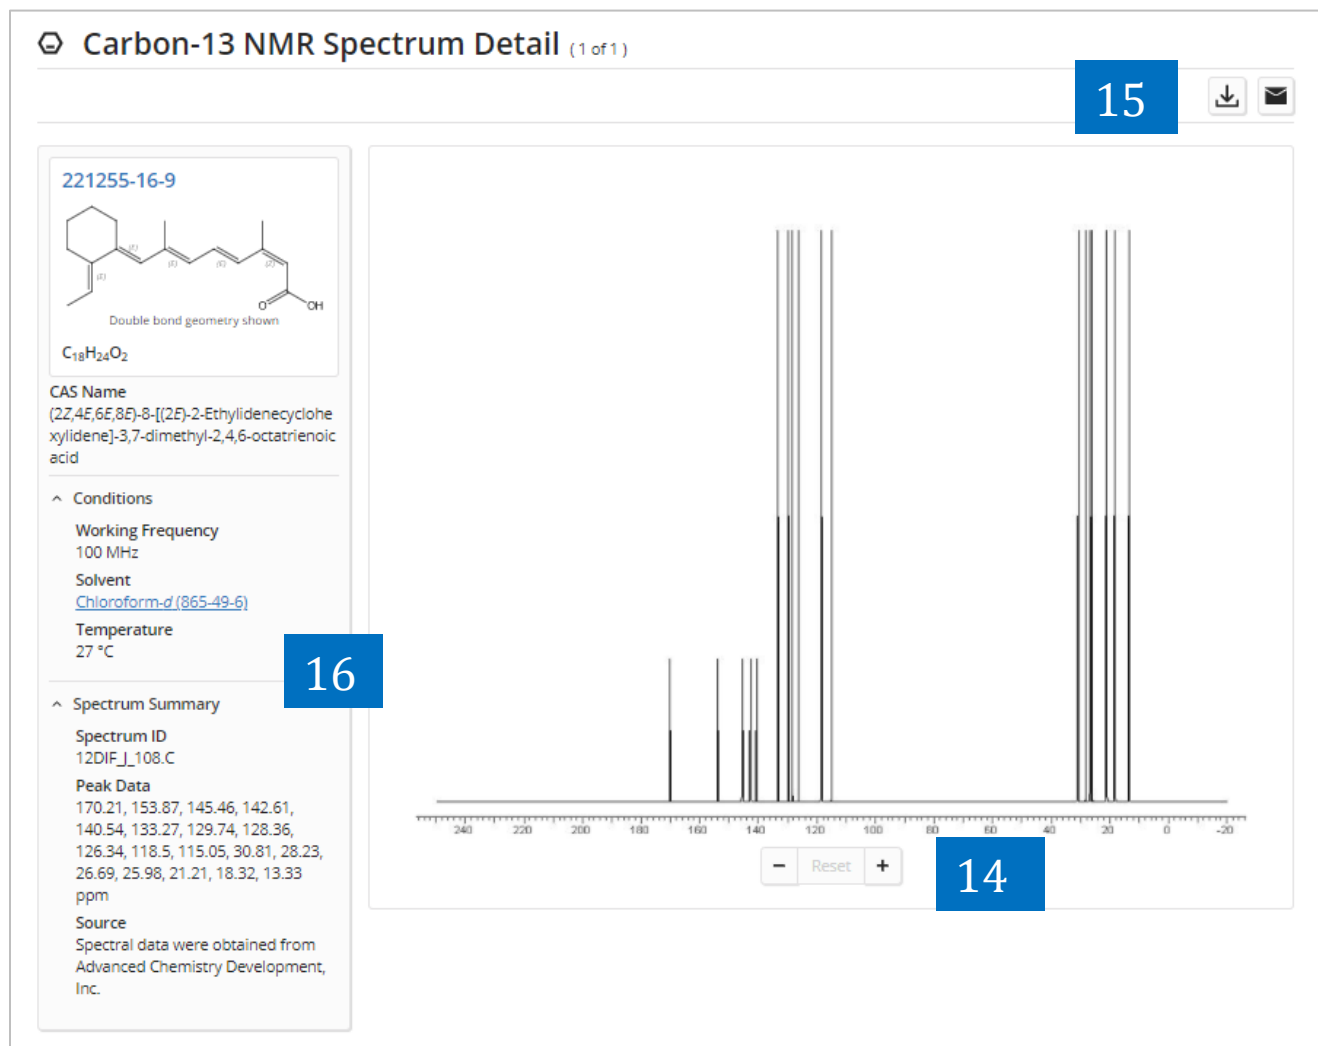 Carbon-13 NMR Spectrum Detail (1 of 1)
15
221255-16-9
(E)
(E)
(E)
(E)
(Z)
O
OH
Double bond geometry shown
C18H24O2
CAS Name
(2Z,4E,6E,8E)-8-[(2E)-2-Ethylidenecyclohe
xylidene]-3,7-dimethyl-2,4,6-octatrienoic
acid
Conditions
Working Frequency
100 MHz
Solvent
Chloroform-d (865-49-6)
Temperature
27 °C
16
Spectrum Summary
Spectrum ID
12DIF_J_108.C
Peak Data
170.21, 153.87, 145.46, 142.61,
140.54, 133.27, 129.74, 128.36,
126.34, 118.5, 115.05, 30.81, 28.23,
26.69, 25.98, 21.21, 18.32, 13.33
ppm
Source
Spectral data were obtained from
Advanced Chemistry Development,
Inc.
240 220 200 180 160 140 120 100 80 60 40 20 0 -20
− Reset +
14